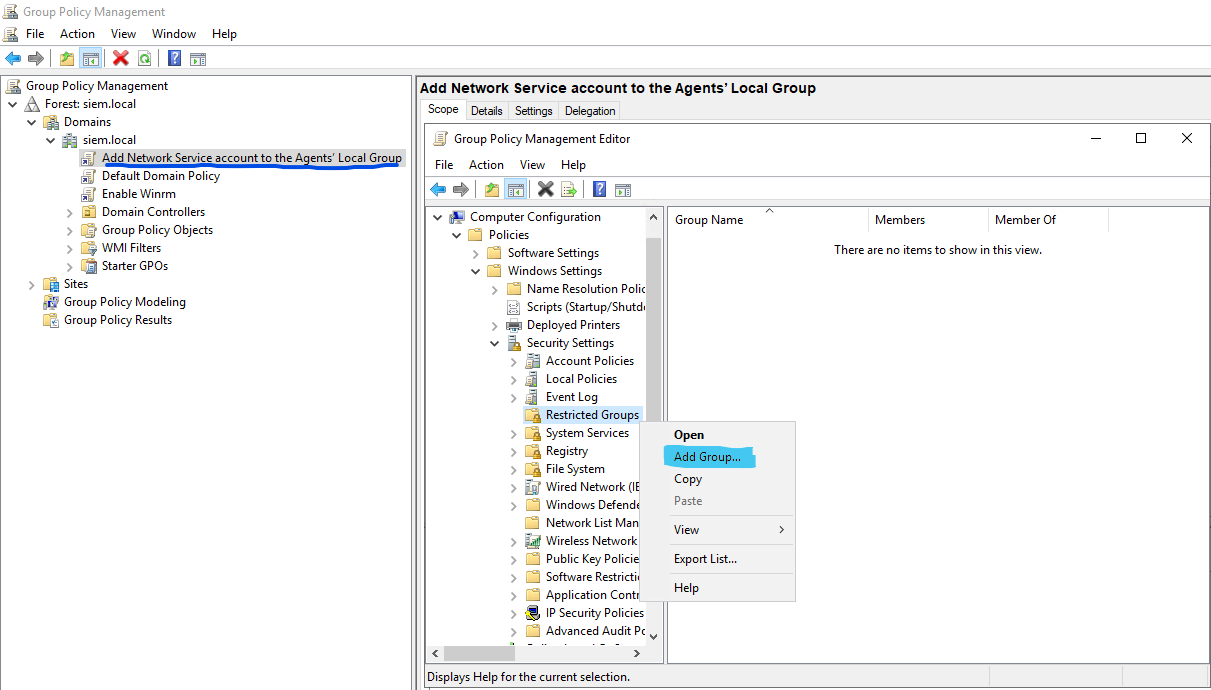 Group Policy Management
File Action View Window Help
Group Policy Management
Forest: siem.local
Domains
siem.local
Add Network Service account to the Agents’ Local Group
Default Domain Policy
Enable Winrm
Domain Controllers
Group Policy Objects
WMI Filters
Starter GPOs
Sites
Group Policy Modeling
Group Policy Results
Add Network Service account to the Agents’ Local Group
Scope Details Settings Delegation
Group Policy Management Editor
File Action View Help
Computer Configuration
Policies
Software Settings
Windows Settings
Name Resolution Polic
Scripts (Startup/Shutd
Deployed Printers
Security Settings
Account Policies
Local Policies
Event Log
Restricted Groups
System Services
Registry
File System
Wired Network (IE
Windows Defende
Network List Man
Wireless Network
Public Key Policie
Software Restricti
Application Contr
IP Security Policies
Advanced Audit Po
Open
Add Group...
Copy
Paste
View
Export List...
Help
Group Name Members Member Of
There are no items to show in this view.
Displays Help for the current selection.